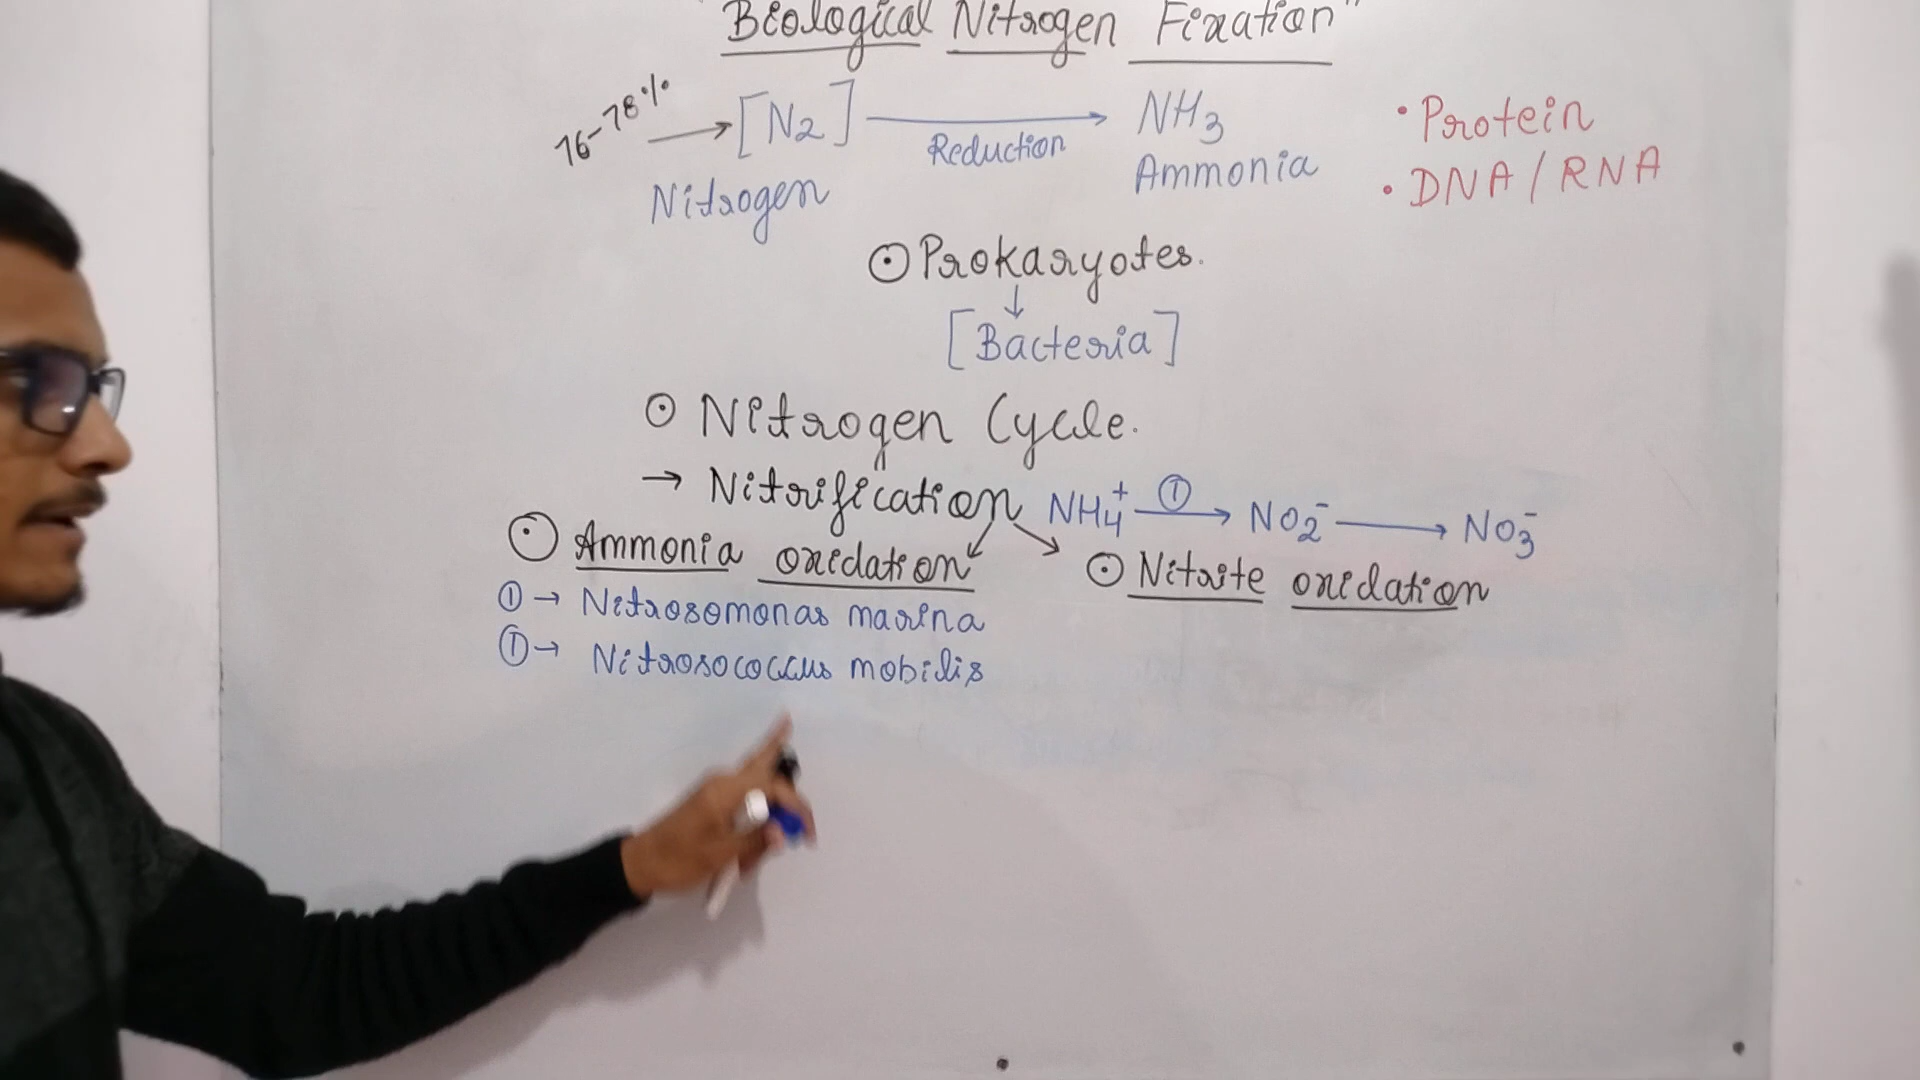 "Biological Nitrogen Fixation"
76-78% → [N2] → NH3
Reduction
Nitrogen
Ammonia
• Protein
• DNA / RNA
⊙ Prokaryotes.
↓
[Bacteria]
⊙ Nitrogen Cycle.
→ Nitrification NH4+ ① → NO2- → NO3-
⊙ Ammonia oxidation
⊙ Nitrite oxidation
① → Nitrosomonas marina
① → Nitrosococcus mobilis